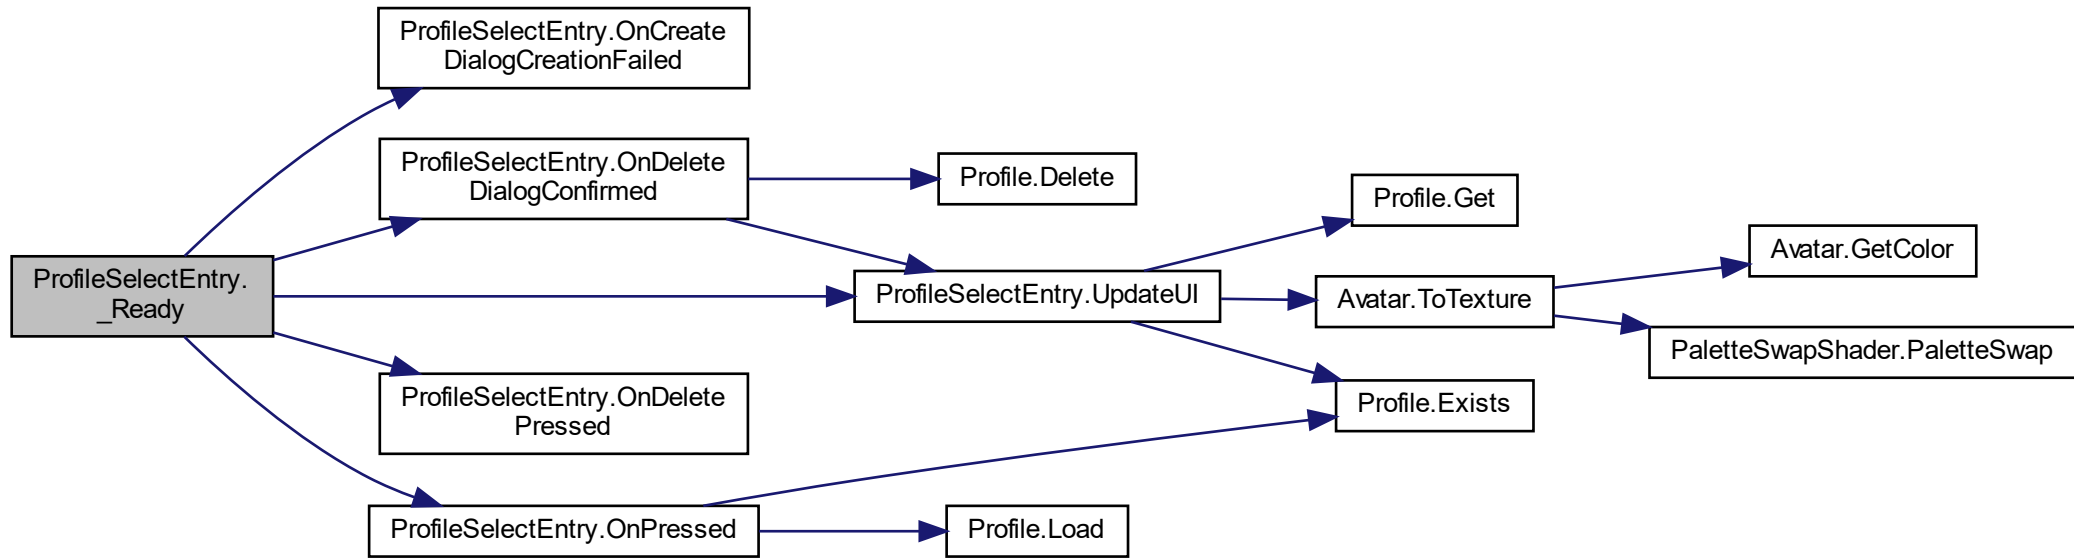 ProfileSelectEntry.OnCreate
DialogCreationFailed
ProfileSelectEntry.OnDelete
DialogConfirmed
Profile.Delete
Profile.Get
Avatar.GetColor
ProfileSelectEntry.
_Ready
ProfileSelectEntry.UpdateUI
Avatar.ToTexture
PaletteSwapShader.PaletteSwap
ProfileSelectEntry.OnDelete
Pressed
Profile.Exists
ProfileSelectEntry.OnPressed
Profile.Load